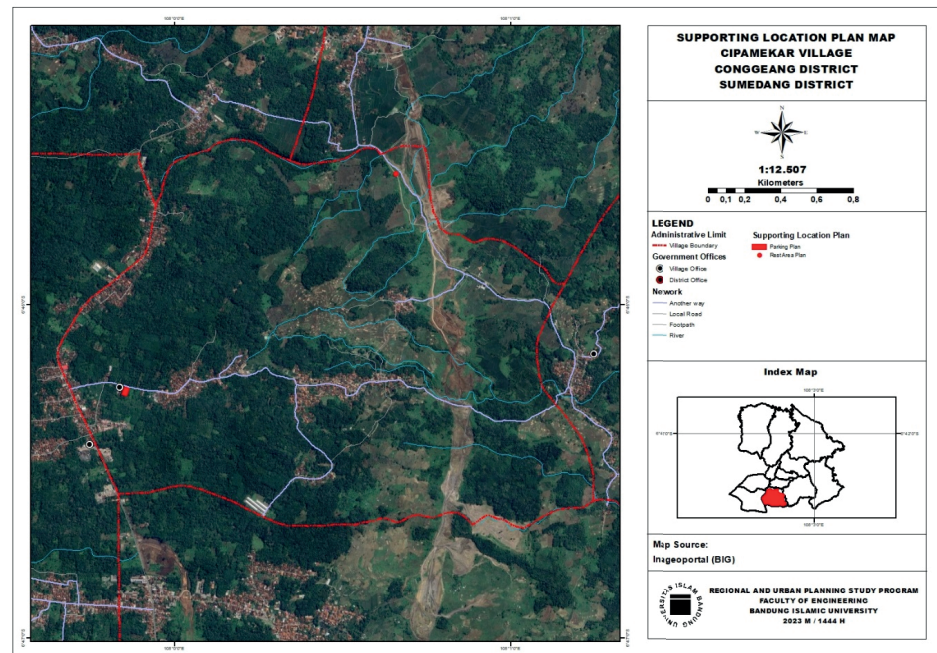 SUPPORTING LOCATION PLAN MAP
CIPAMEKAR VILLAGE
CONGGEANG DISTRICT
SUMEDANG DISTRICT
N
W
S
1:12.507
Kilometers
0 0,1 0,2 0,4 0,6 0,8
LEGEND
Administrative Limit
Village Boundary
Government Offices
Village Office
District Office
Nework
Another way
Local Road
Footpath
River
Supporting Location Plan
Parking Plan
Rest Area Plan
Index Map
Map Source:
Inageoportal (BIG)
UNIVERSITAS ISLAM BANDUNG
REGIONAL AND URBAN PLANNING STUDY PROGRAM
FACULTY OF ENGINEERING
BANDUNG ISLAMIC UNIVERSITY
2023 M / 1444 H